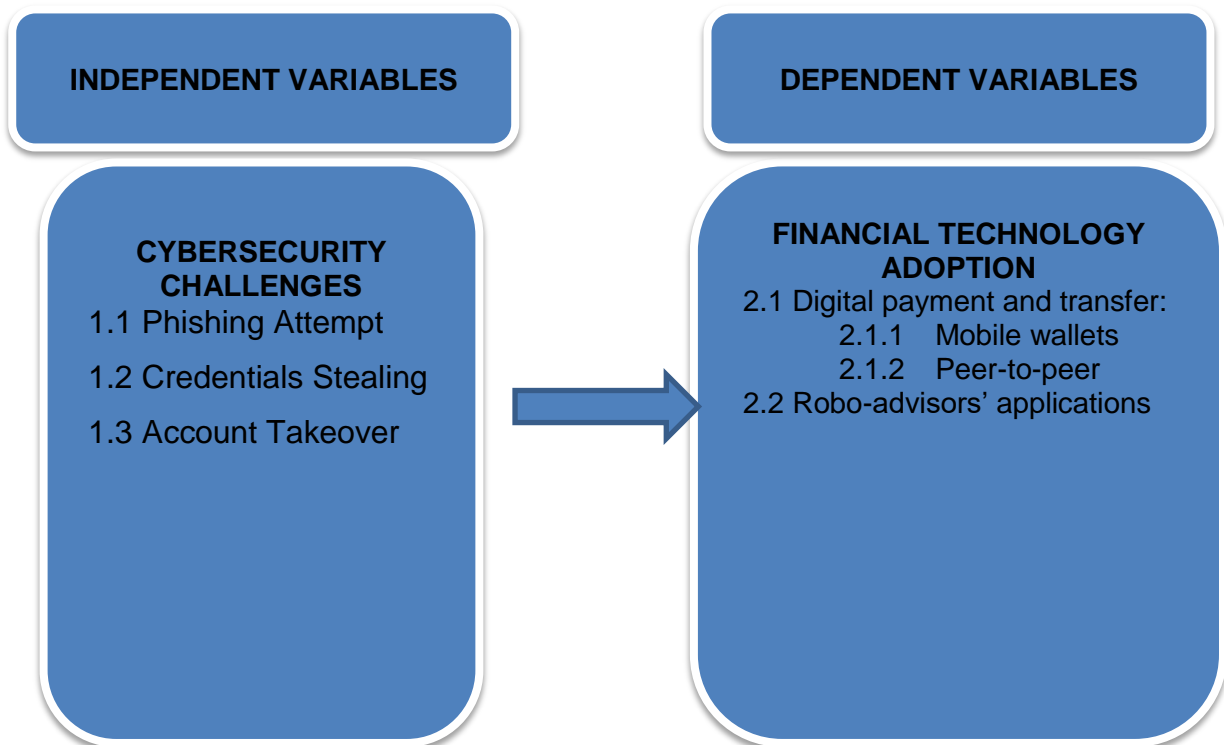 INDEPENDENT VARIABLES
DEPENDENT VARIABLES
CYBERSECURITY
CHALLENGES
1.1 Phishing Attempt
1.2 Credentials Stealing
1.3 Account Takeover
FINANCIAL TECHNOLOGY
ADOPTION
2.1 Digital payment and transfer:
2.1.1 Mobile wallets
2.1.2 Peer-to-peer
2.2 Robo-advisors’ applications